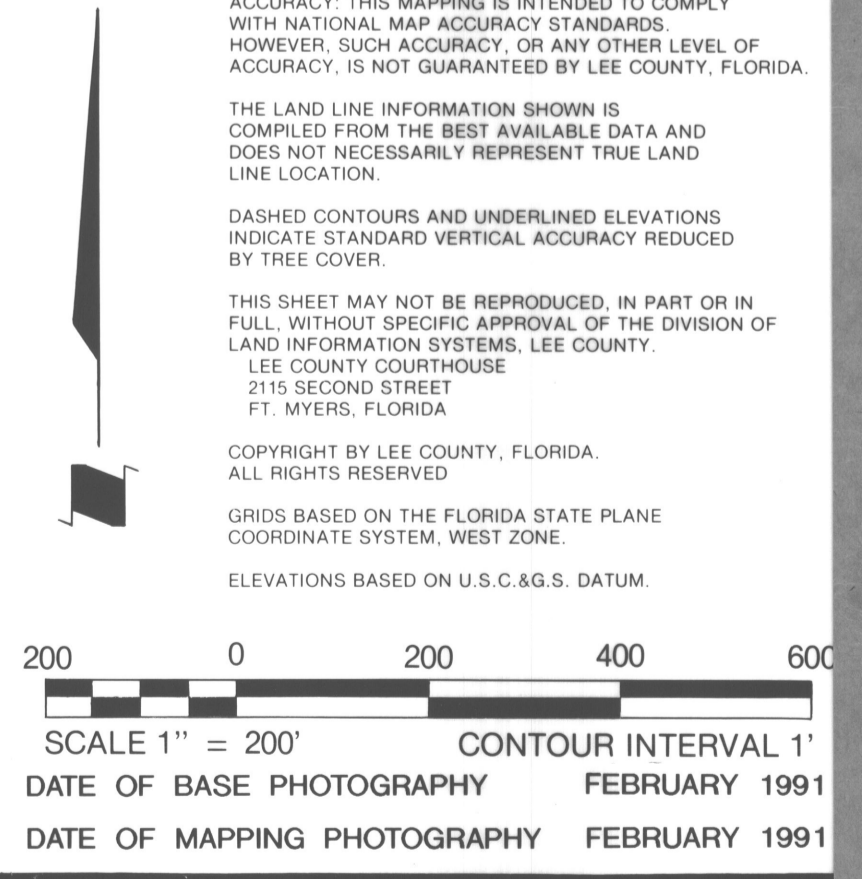 ACCURACY: THIS MAPPING IS INTENDED TO COMPLY
WITH NATIONAL MAP ACCURACY STANDARDS.
HOWEVER, SUCH ACCURACY, OR ANY OTHER LEVEL OF
ACCURACY, IS NOT GUARANTEED BY LEE COUNTY, FLORIDA.
THE LAND LINE INFORMATION SHOWN IS
COMPILED FROM THE BEST AVAILABLE DATA AND
DOES NOT NECESSARILY REPRESENT TRUE LAND
LINE LOCATION.
DASHED CONTOURS AND UNDERLINED ELEVATIONS
INDICATE STANDARD VERTICAL ACCURACY REDUCED
BY TREE COVER.
THIS SHEET MAY NOT BE REPRODUCED, IN PART OR IN
FULL, WITHOUT SPECIFIC APPROVAL OF THE DIVISION OF
LAND INFORMATION SYSTEMS, LEE COUNTY.
LEE COUNTY COURTHOUSE
2115 SECOND STREET
FT. MYERS, FLORIDA
COPYRIGHT BY LEE COUNTY, FLORIDA.
ALL RIGHTS RESERVED
GRIDS BASED ON THE FLORIDA STATE PLANE
COORDINATE SYSTEM, WEST ZONE.
ELEVATIONS BASED ON U.S.C.&G.S. DATUM.
200 0 200 400 600
SCALE 1" = 200' CONTOUR INTERVAL 1'
DATE OF BASE PHOTOGRAPHY FEBRUARY 1991
DATE OF MAPPING PHOTOGRAPHY FEBRUARY 1991